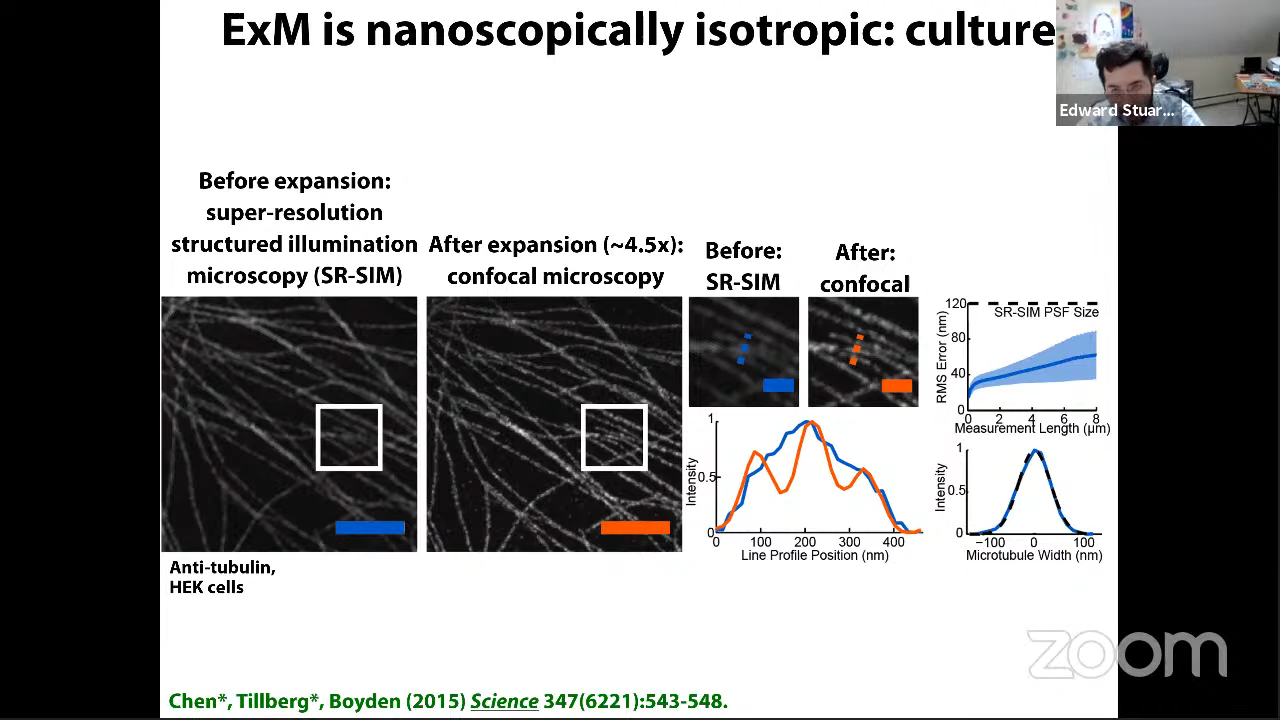 ExM is nanoscopically isotropic: culture
Edward Stuar...
Before expansion:
super-resolution
structured illumination
microscopy (SR-SIM)
After expansion (~4.5x):
confocal microscopy
Before:
SR-SIM
After:
confocal
120
80
40
0
RMS Error (nm)
SR-SIM PSF Size
0 2 4 6 8
Measurement Length (μm)
1
0.5
0
Intensity
0 100 200 300 400
Line Profile Position (nm)
1
0.5
0
Intensity
−100 0 100
Microtubule Width (nm)
Anti-tubulin,
HEK cells
zoom
Chen*, Tillberg*, Boyden (2015) Science 347(6221):543-548.